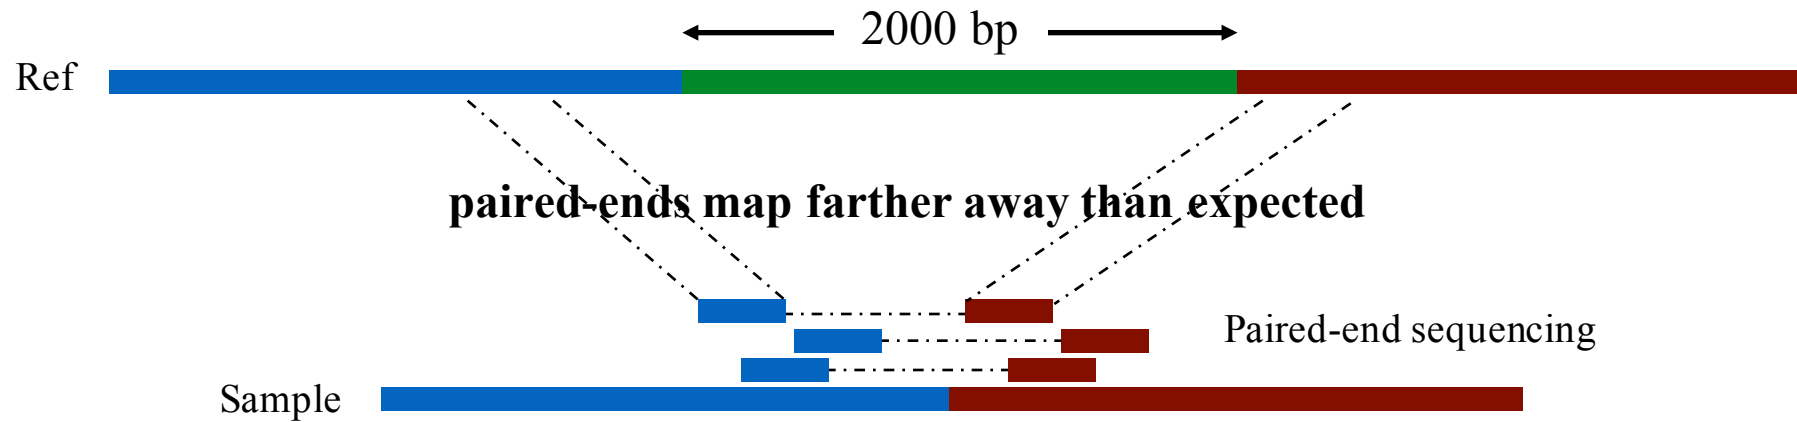 2000 bp
Ref
paired-ends map farther away than expected
Paired-end sequencing
Sample